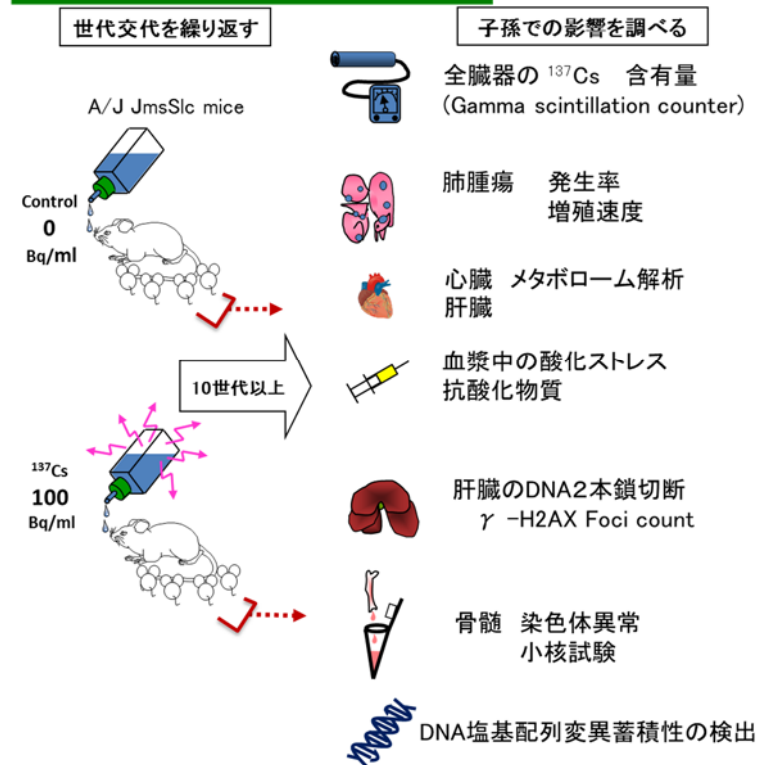 世代交代を繰り返す
A/J JmsSlc mice
Control
0
Bq/ml
10世代以上
¹³⁷Cs
100
Bq/ml
子孫での影響を調べる
全臓器の ¹³⁷Cs 含有量
(Gamma scintillation counter)
肺腫瘍 発生率
増殖速度
心臓 メタボローム解析
肝臓
血漿中の酸化ストレス
抗酸化物質
肝臓のDNA2本鎖切断
γ -H2AX Foci count
骨髄 染色体異常
小核試験
DNA塩基配列変異蓄積性の検出